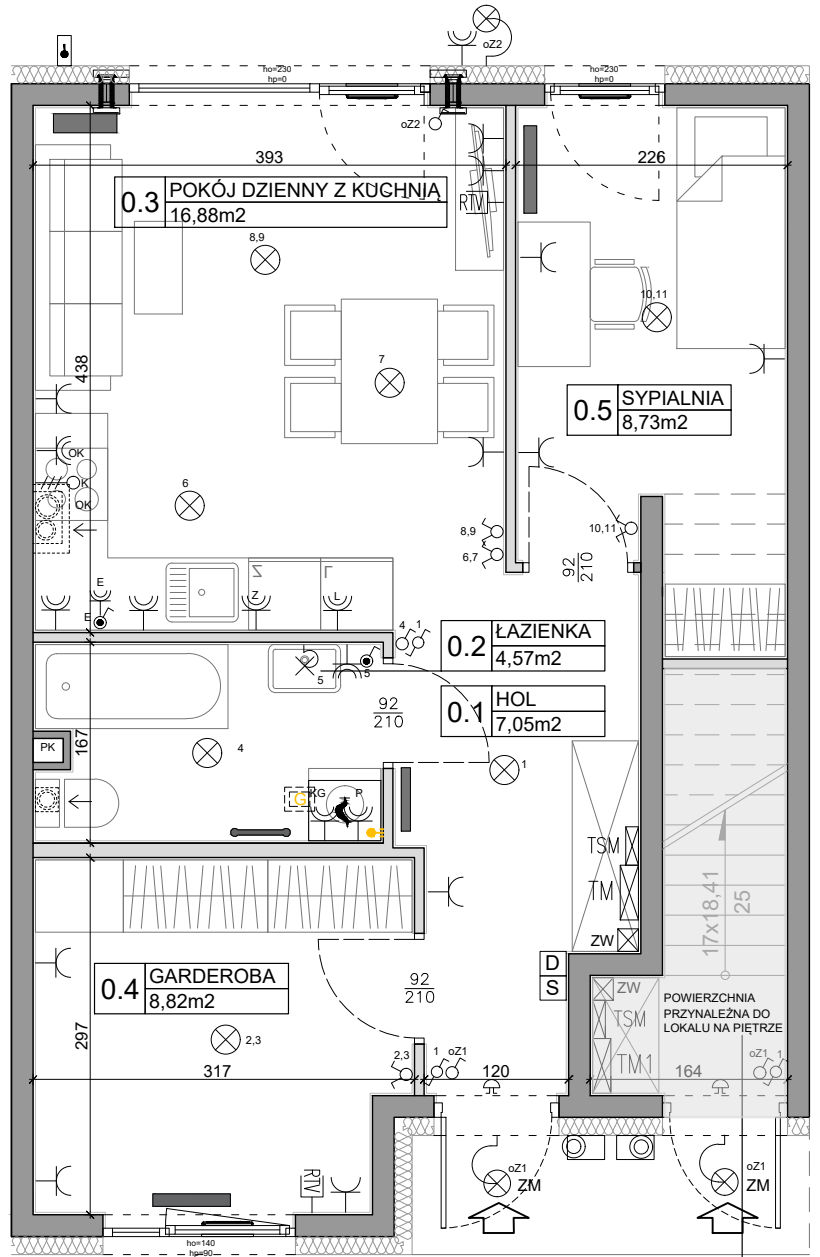 oZ2
ho=230
hp=0
ho=230
hp=0
oZ2
393
226
0.3
POKÓJ DZIENNY Z KUCHNIĄ
16,88m2
RTV
8,9
10,11
7
438
0.5
SYPIALNIA
8,73m2
OK
K
OK
6
8,9
6,7
10,11
92
210
E
E
Z
L
4
1
0.2
ŁAZIENKA
4,57m2
5
5
92
210
0.1
HOL
7,05m2
PK
167
4
1
G
KG
P
TSM
TM
ZW
17x18,41
25
D
S
0.4
GARDEROBA
8,82m2
92
210
ZW
TSM
TM1
POWIERZCHNIA
PRZYNALEŻNA DO
LOKALU NA PIĘTRZE
297
2,3
317
2,3
1
oZ1
120
164
oZ1
1
RTV
oZ1
ZM
oZ1
ZM
ho=140
hp=90